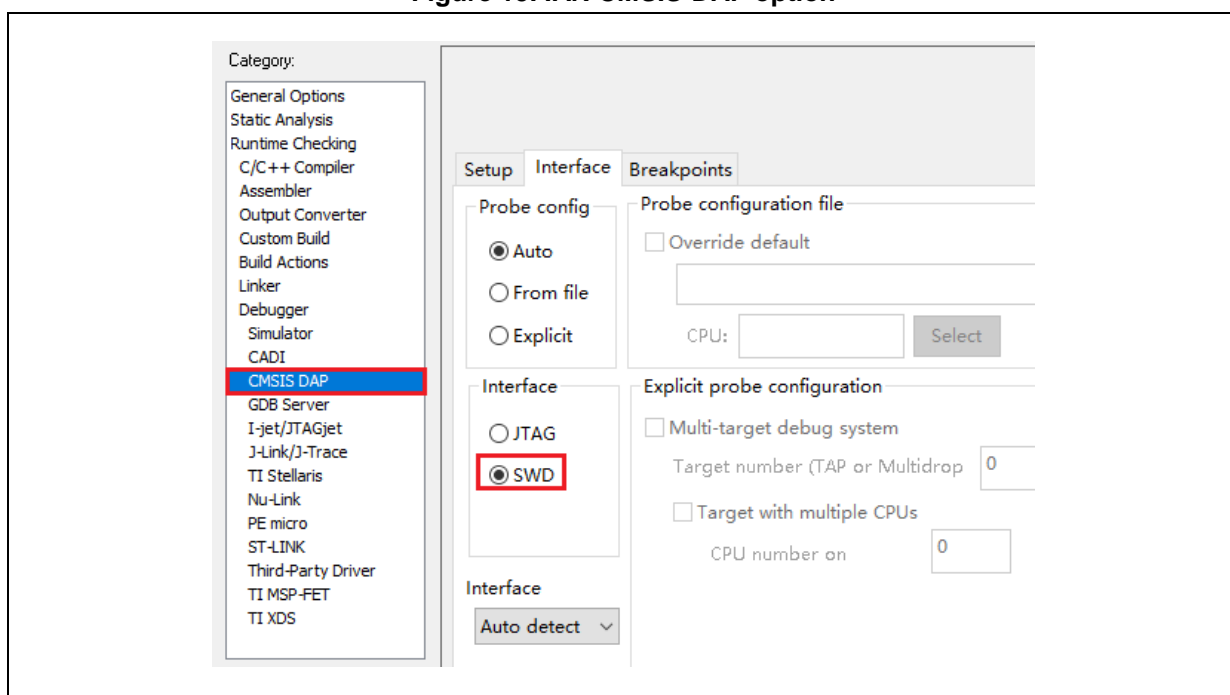 Category:
General Options
Static Analysis
Runtime Checking
C/C++ Compiler
Assembler
Output Converter
Custom Build
Build Actions
Linker
Debugger
Simulator
CADI
CMSIS DAP
GDB Server
I-jet/JTAGjet
J-Link/J-Trace
TI Stellaris
Nu-Link
PE micro
ST-LINK
Third-Party Driver
TI MSP-FET
TI XDS
Setup Interface Breakpoints
Probe config
Auto
From file
Explicit
Probe configuration file
Override default
CPU: Select
Interface
JTAG
SWD
Explicit probe configuration
Multi-target debug system
Target number (TAP or Multidrop 0
Target with multiple CPUs
CPU number on 0
Interface
Auto detect